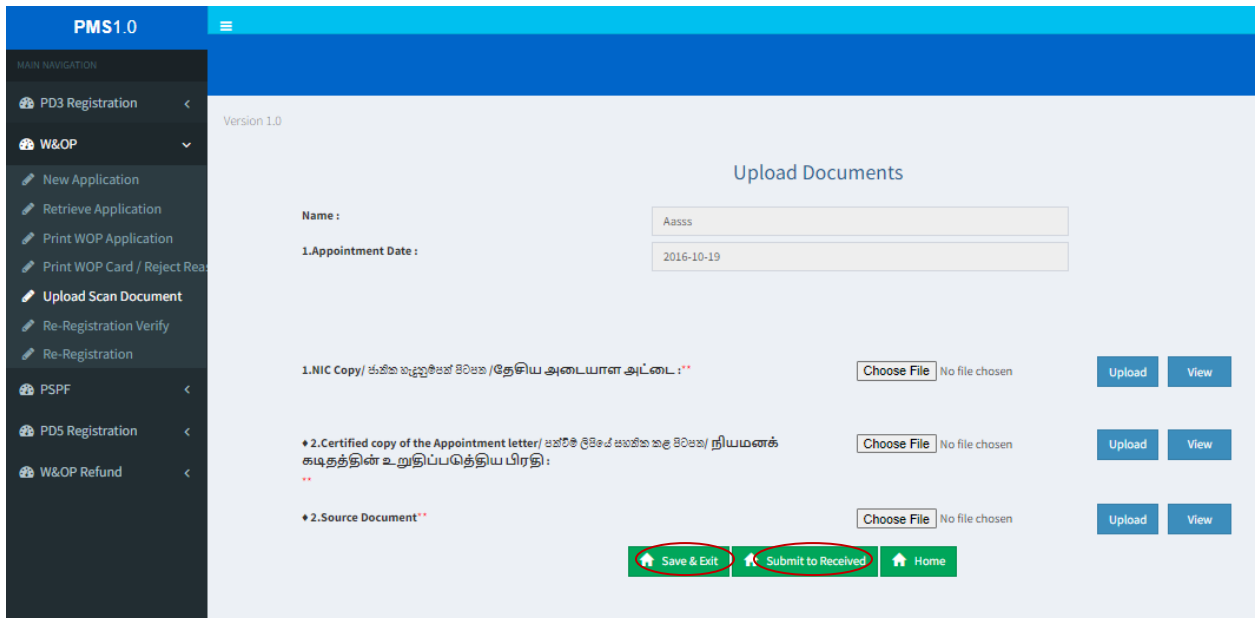 PMS1.0
MAIN NAVIGATION
PD3 Registration
W&OP
New Application
Retrieve Application
Print WOP Application
Print WOP Card / Reject Rea
Upload Scan Document
Re-Registration Verify
Re-Registration
PSPF
PD5 Registration
W&OP Refund
Version 1.0
Upload Documents
Name :
Aasss
1.Appointment Date :
2016-10-19
1.NIC Copy/ ජාතික හැඳුනුම්පත් පිටපත /தேசிய அடையாள அட்டை :**
Choose File No file chosen
Upload
View
♦ 2.Certified copy of the Appointment letter/ පත්වීම් ලිපියේ සහතික කළ පිටපත/ நியமனக்
கடிதத்தின் உறுதிப்படுத்திய பிரதி :
**
Choose File No file chosen
Upload
View
♦ 2.Source Document**
Choose File No file chosen
Upload
View
Save & Exit
Submit to Received
Home